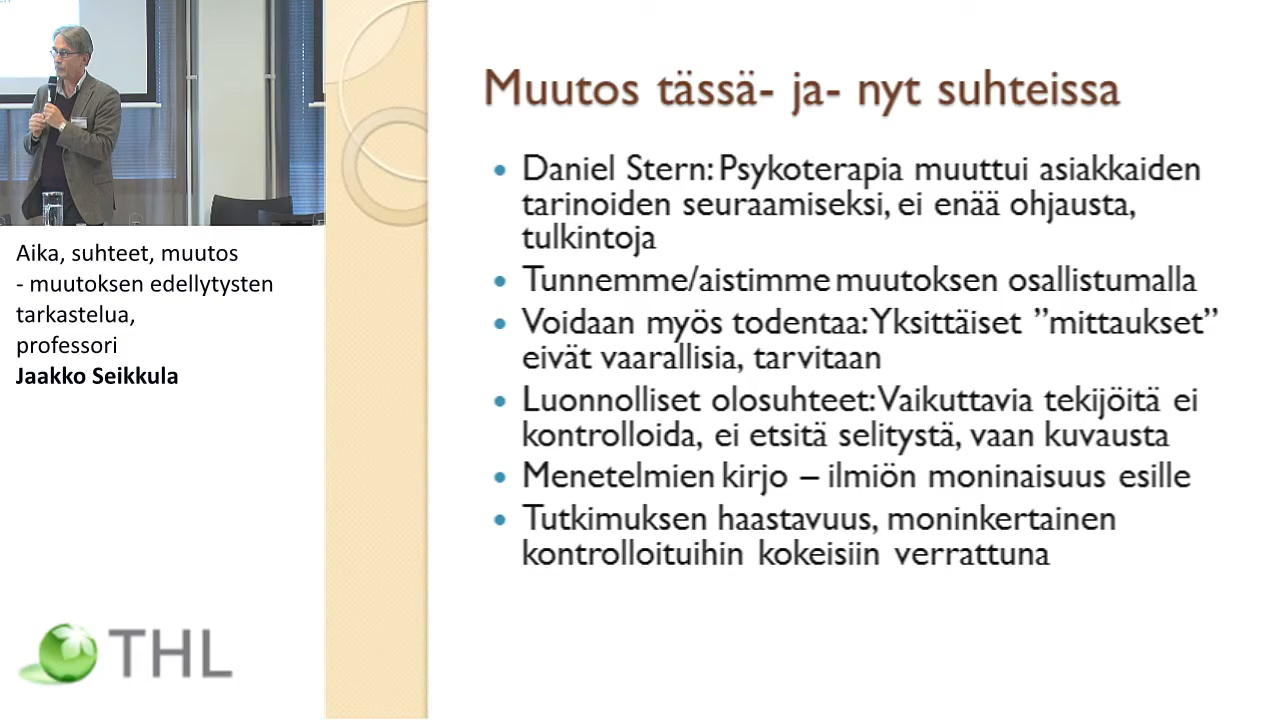 Aika, suhteet, muutos
- muutoksen edellytysten
tarkastelua,
professori
Jaakko Seikkula
THL
Muutos tässä- ja- nyt suhteissa
• Daniel Stern: Psykoterapia muuttui asiakkaiden
tarinoiden seuraamiseksi, ei enää ohjausta,
tulkintoja
• Tunnemme/aistimme muutoksen osallistumalla
• Voidaan myös todentaa: Yksittäiset ”mittaukset”
eivät vaarallisia, tarvitaan
• Luonnolliset olosuhteet: Vaikuttavia tekijöitä ei
kontrolloida, ei etsitä selitystä, vaan kuvausta
• Menetelmien kirjo – ilmiön moninaisuus esille
• Tutkimuksen haastavuus, moninkertainen
kontrolloituihin kokeisiin verrattuna